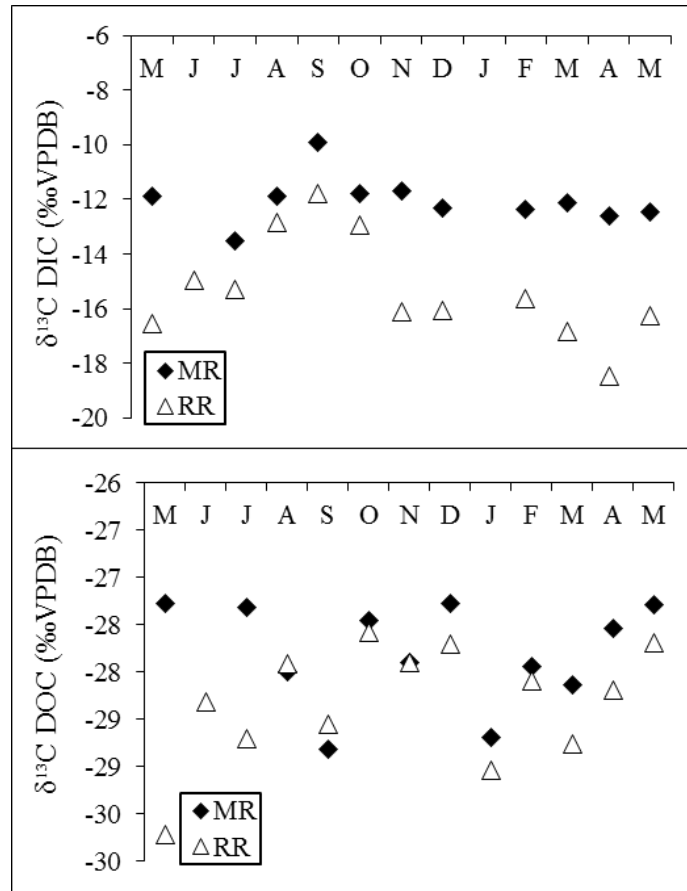 -6
M J J A S O N D J F M A M
-8
-10
-12
-14
-16
-18
-20
δ¹³C DIC (‰VPDB)
MR
RR
-26
M J J A S O N D J F M A M
-27
-27
-28
-28
-29
-29
-30
-30
δ¹³C DOC (‰VPDB)
MR
RR